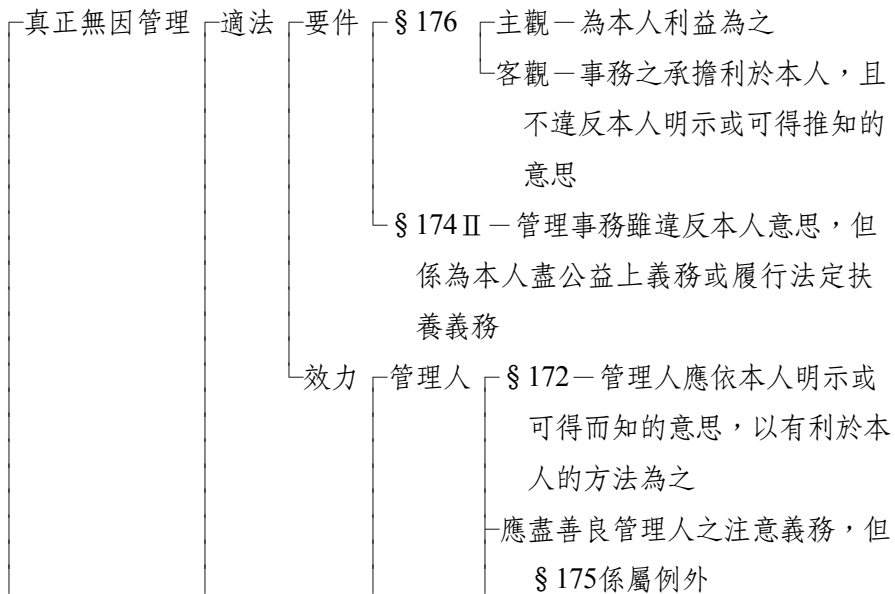 真正無因管理 適法 要件 §176 主觀－為本人利益為之
客觀－事務之承擔利於本人，且
不違反本人明示或可得推知的
意思
§174Ⅱ－管理事務雖違反本人意思，但
係為本人盡公益上義務或履行法定扶
養義務
效力 管理人 §172－管理人應依本人明示或
可得而知的意思，以有利於本
人的方法為之
應盡善良管理人之注意義務，但
§175係屬例外